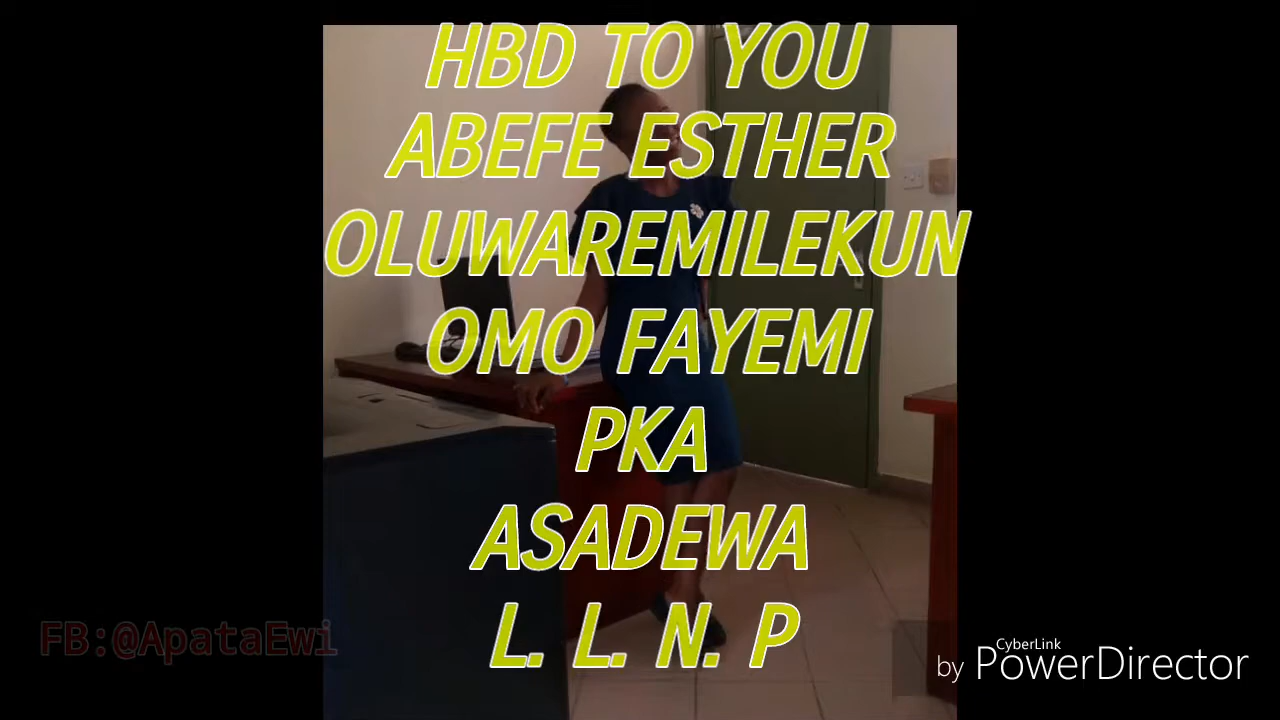 HBD TO YOU
ABEFE ESTHER
OLUWAREMILEKUN
OMO FAYEMI
PKA
ASADEWA
L. L. N. P
FB:@ApataEwi
CyberLink
by PowerDirector